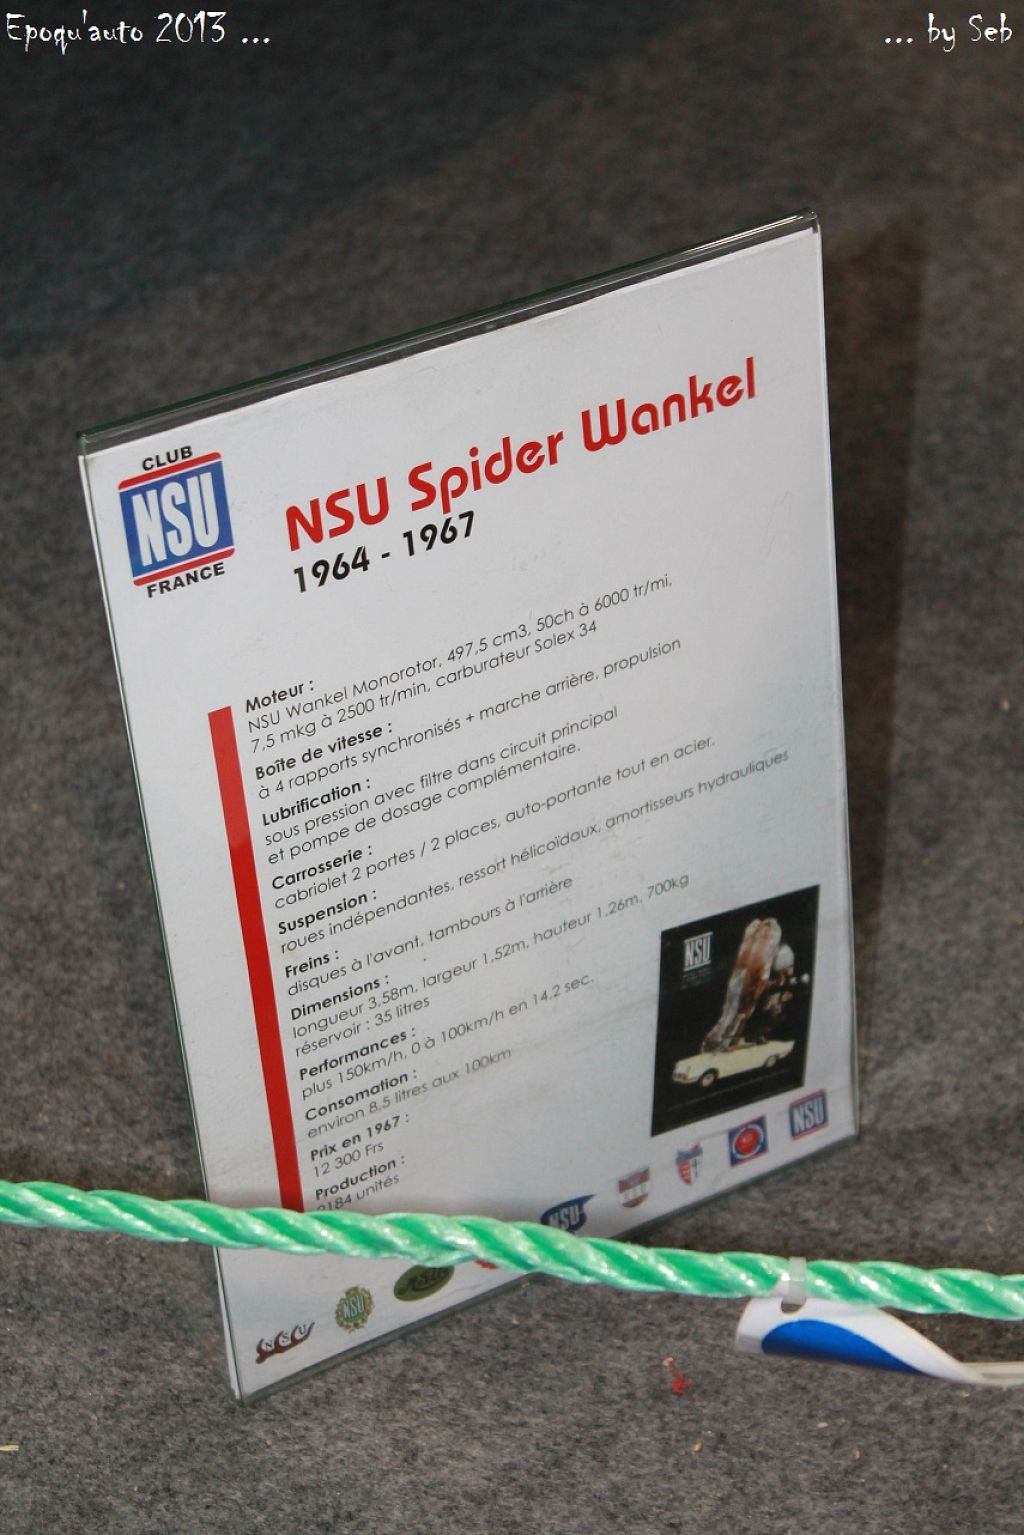 Epoqu'auto 2013 ...
... by Seb
CLUB
NSU
FRANCE
NSU Spider Wankel
1964 - 1967
Moteur :
NSU Wankel Monorotor, 497,5 cm3, 50ch à 6000 tr/mi,
7,5 mkg à 2500 tr/min, carburateur Solex 34
Boîte de vitesse :
à 4 rapports synchronisés + marche arrière, propulsion
Lubrification :
sous pression avec filtre dans circuit principal
et pompe de dosage complémentaire.
Carrosserie :
cabriolet 2 portes / 2 places, auto-portante tout en acier.
Suspension :
roues indépendantes, ressort hélicoïdaux, amortisseurs hydrauliques
Freins :
disques à l'avant, tambours à l'arrière
Dimensions :
longueur 3,58m, largeur 1,52m, hauteur 1,26m, 700kg
réservoir : 35 litres
Performances :
plus 150km/h, 0 à 100km/h en 14,2 sec.
Consomation :
environ 8,5 litres aux 100km
Prix en 1967 :
12 300 Frs
Production :
2184 unités
NSU
NSU
NSU
NSU
NSU